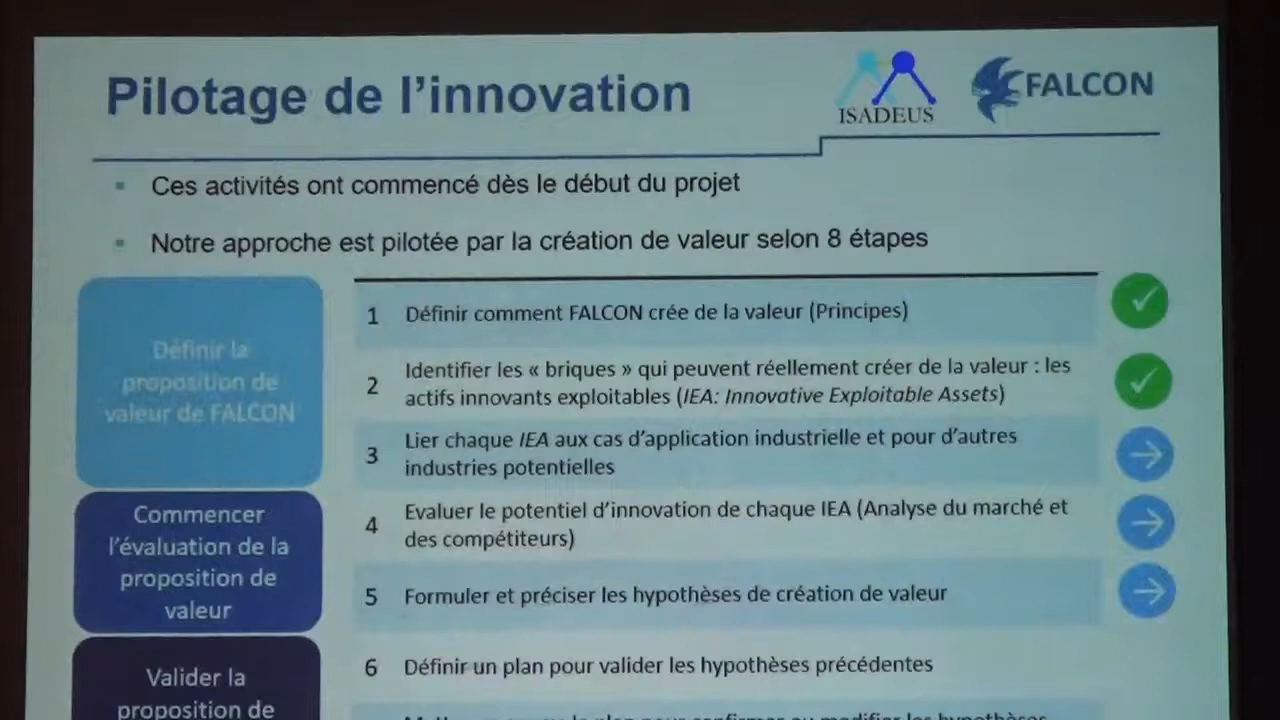 Pilotage de l'innovation
ISADEUS
FALCON
Ces activités ont commencé dès le début du projet
Notre approche est pilotée par la création de valeur selon 8 étapes
Définir la
proposition de
valeur de FALCON
1 Définir comment FALCON crée de la valeur (Principes)
2 Identifier les « briques » qui peuvent réellement créer de la valeur : les
actifs innovants exploitables (IEA: Innovative Exploitable Assets)
3 Lier chaque IEA aux cas d'application industrielle et pour d'autres
industries potentielles
Commencer
l'évaluation de la
proposition de
valeur
4 Evaluer le potentiel d'innovation de chaque IEA (Analyse du marché et
des compétiteurs)
5 Formuler et préciser les hypothèses de création de valeur
Valider la
proposition de
6 Définir un plan pour valider les hypothèses précédentes